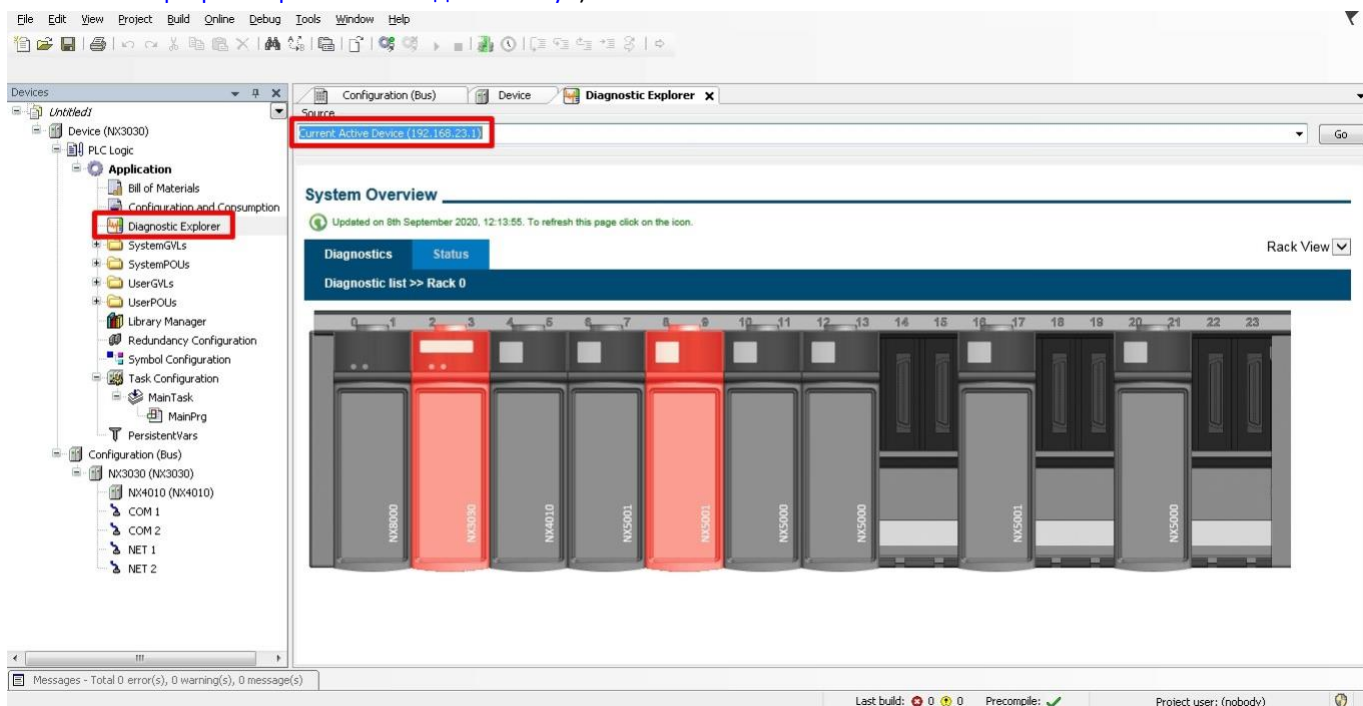 File Edit View Project Build Online Debug Tools Window Help
Devices
Configuration (Bus) Device Diagnostic Explorer
Untitled1
Source
Device (NX3030)
Current Active Device (192.168.23.1)
Go
PLC Logic
Application
Bill of Materials
Configuration and Consumption
Diagnostic Explorer
SystemGVLs
SystemPOUs
UserGVLs
UserPOUs
Library Manager
Redundancy Configuration
Symbol Configuration
Task Configuration
MainTask
MainPrg
PersistentVars
Configuration (Bus)
NX3030 (NX3030)
NX4010 (NX4010)
COM 1
COM 2
NET 1
NET 2
System Overview
Updated on 8th September 2020, 12:13:55. To refresh this page click on the icon.
Diagnostics Status
Rack View
Diagnostic list >> Rack 0
0 1 2 3 4 5 6 7 8 9 10 11 12 13 14 15 16 17 18 19 20 21 22 23
NX8000 NX3030 NX4010 NX5001 NX5001 NX5000 NX5000 NX5001 NX5000
Messages - Total 0 error(s), 0 warning(s), 0 message(s)
Last build: 0 0 Precompile: Project user: (nobody)